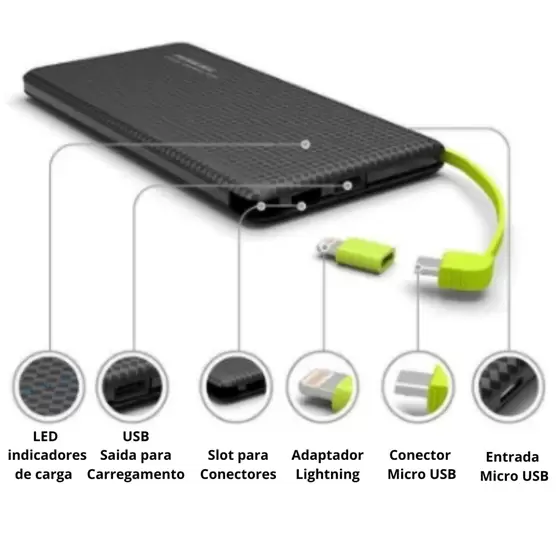 LED
indicadores
de carga
USB
Saida para
Carregamento
Slot para
Conectores
Adaptador
Lightning
Conector
Micro USB
Entrada
Micro USB